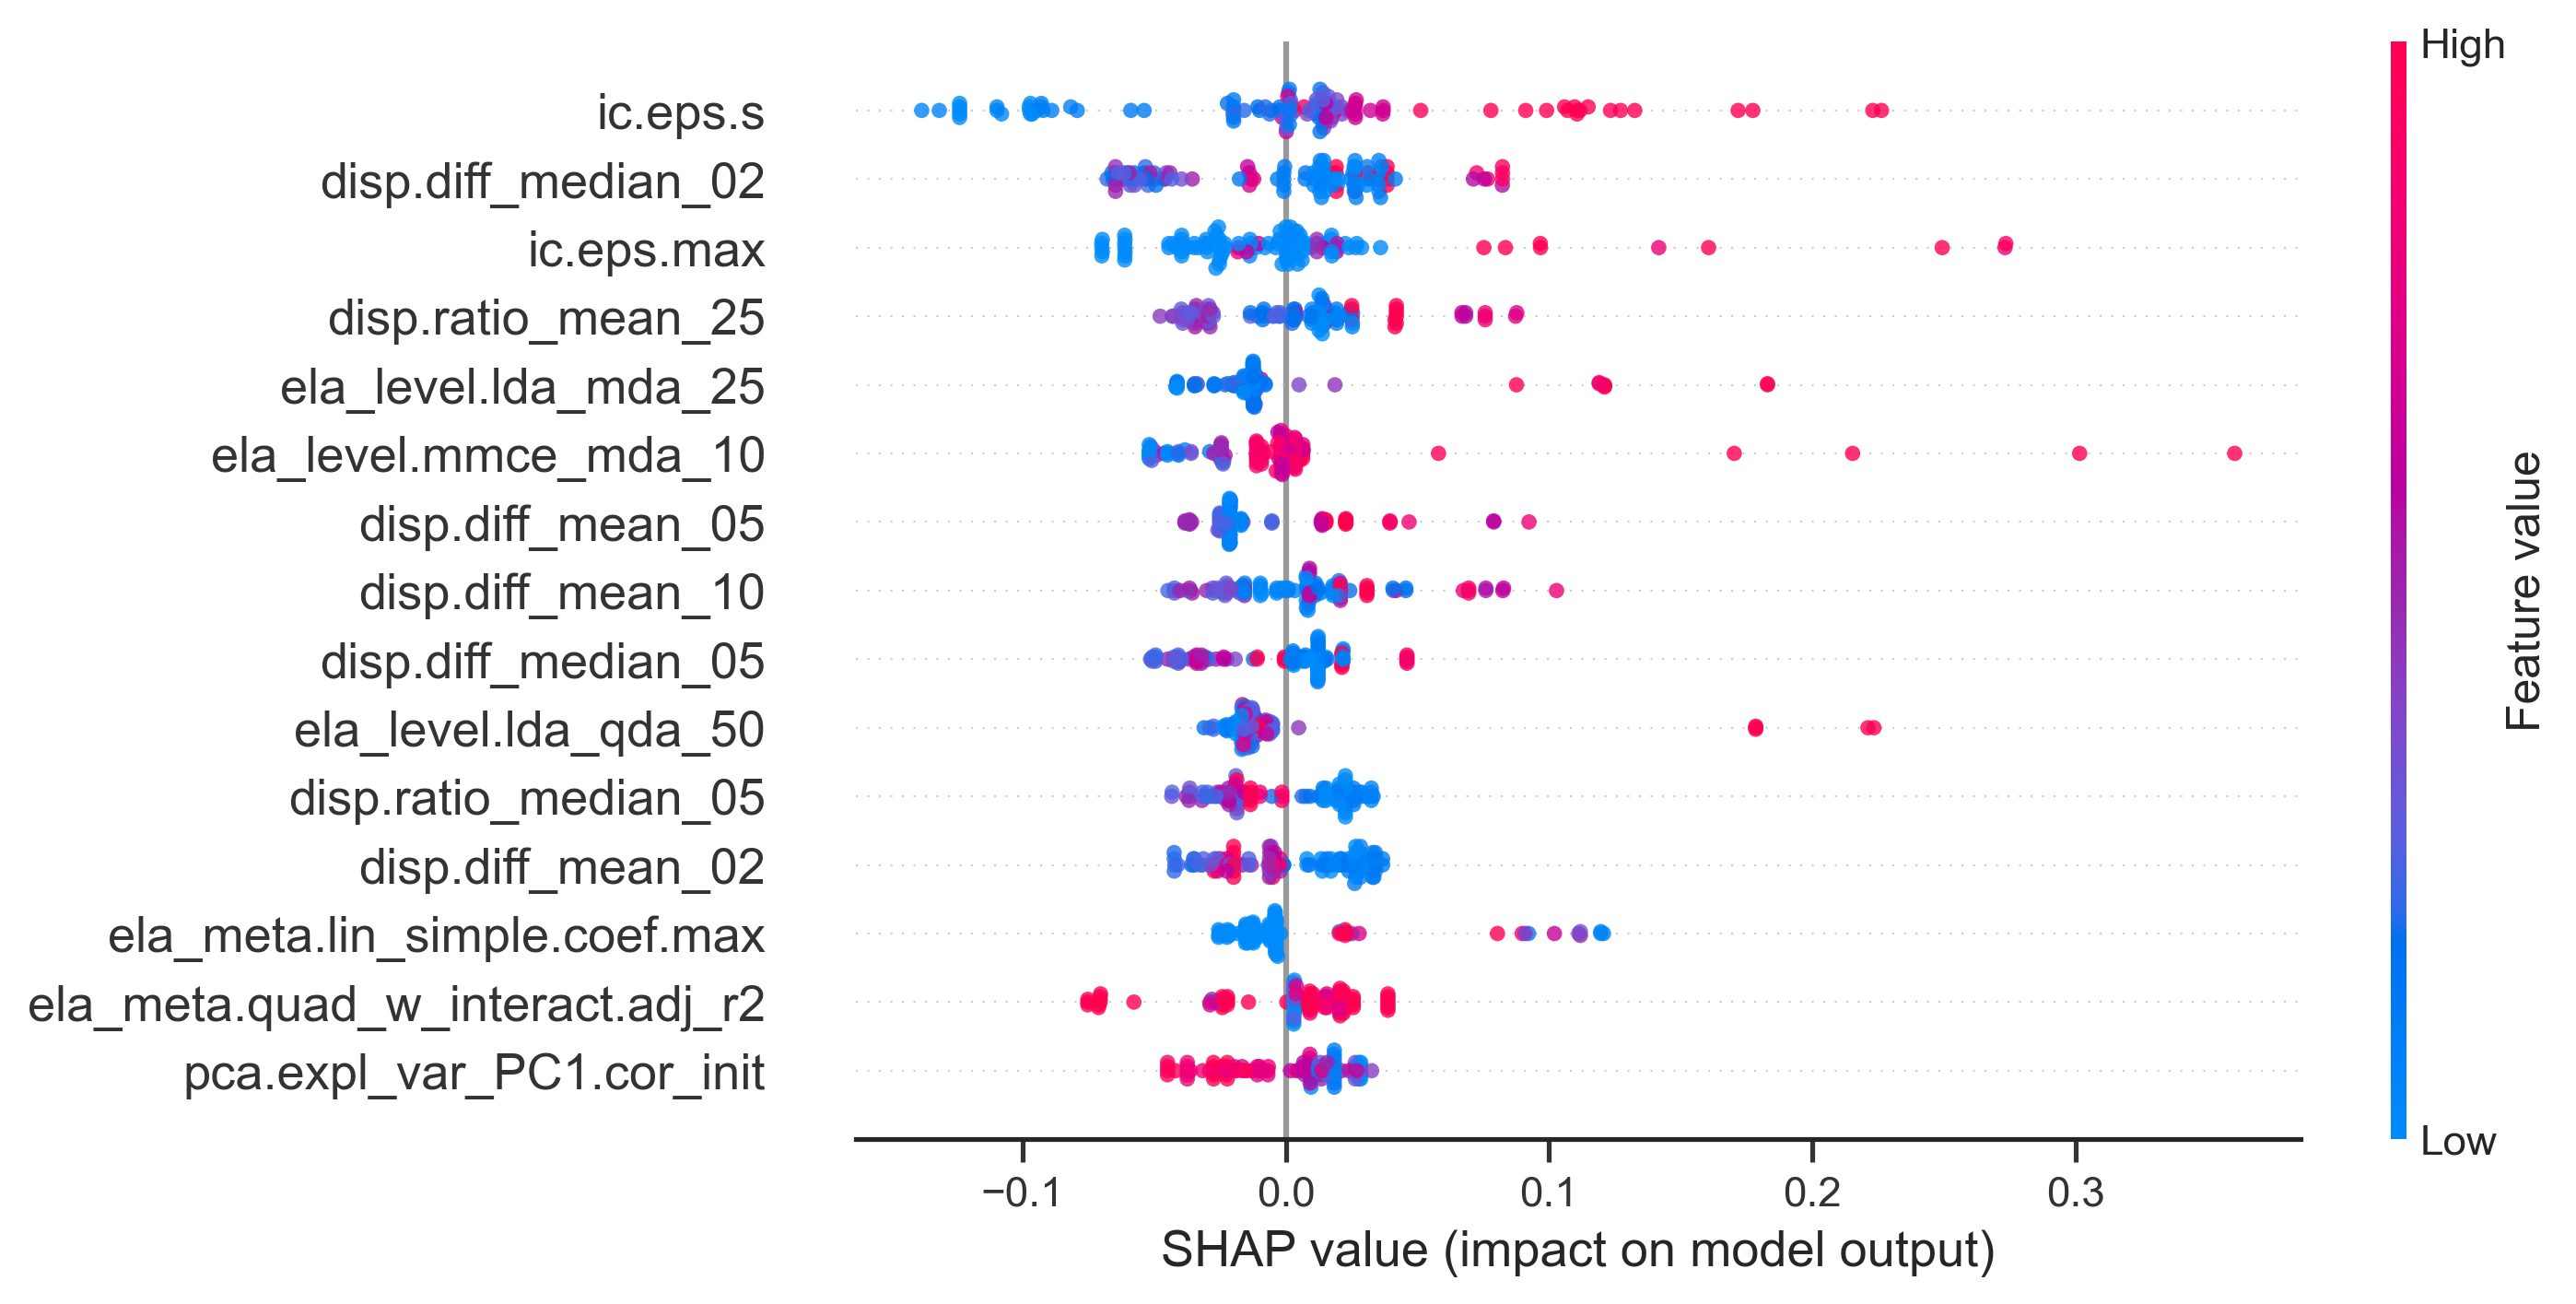 High
ic.eps.s
disp.diff_median_02
ic.eps.max
disp.ratio_mean_25
ela_level.lda_mda_25
ela_level.mmce_mda_10
disp.diff_mean_05
disp.diff_mean_10
disp.diff_median_05
ela_level.lda_qda_50
disp.ratio_median_05
disp.diff_mean_02
ela_meta.lin_simple.coef.max
ela_meta.quad_w_interact.adj_r2
pca.expl_var_PC1.cor_init
Feature value
Low
−0.1 0.0 0.1 0.2 0.3
SHAP value (impact on model output)